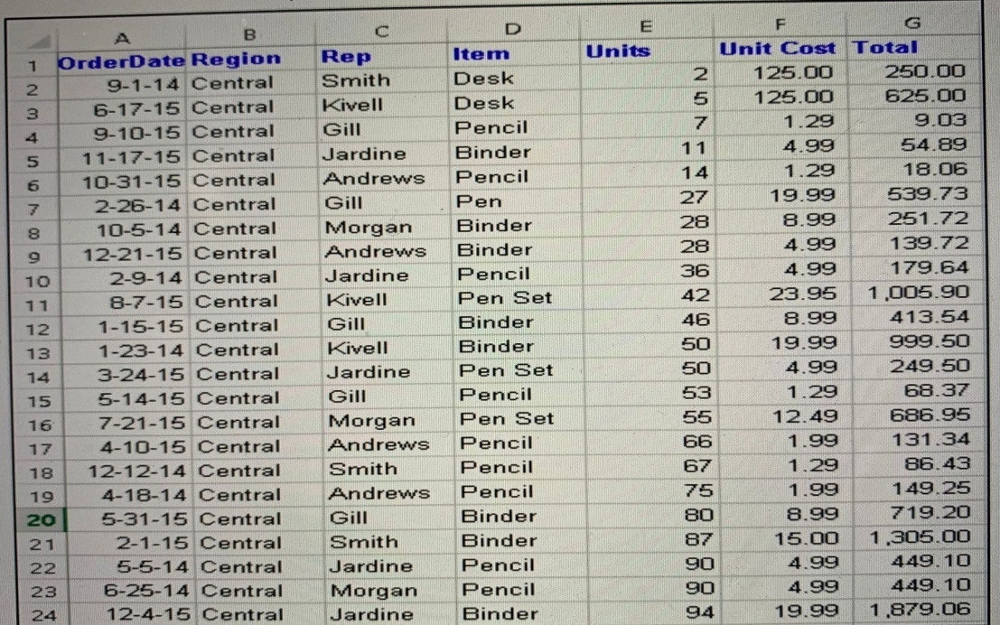 A B C D E F G
1 OrderDate Region Rep Item Units Unit Cost Total
2 9-1-14 Central Smith Desk 2 125.00 250.00
3 6-17-15 Central Kivell Desk 5 125.00 625.00
4 9-10-15 Central Gill Pencil 7 1.29 9.03
5 11-17-15 Central Jardine Binder 11 4.99 54.89
6 10-31-15 Central Andrews Pencil 14 1.29 18.06
7 2-26-14 Central Gill Pen 27 19.99 539.73
8 10-5-14 Central Morgan Binder 28 8.99 251.72
9 12-21-15 Central Andrews Binder 28 4.99 139.72
10 2-9-14 Central Jardine Pencil 36 4.99 179.64
11 8-7-15 Central Kivell Pen Set 42 23.95 1,005.90
12 1-15-15 Central Gill Binder 46 8.99 413.54
13 1-23-14 Central Kivell Binder 50 19.99 999.50
14 3-24-15 Central Jardine Pen Set 50 4.99 249.50
15 5-14-15 Central Gill Pencil 53 1.29 68.37
16 7-21-15 Central Morgan Pen Set 55 12.49 686.95
17 4-10-15 Central Andrews Pencil 66 1.99 131.34
18 12-12-14 Central Smith Pencil 67 1.29 86.43
19 4-18-14 Central Andrews Pencil 75 1.99 149.25
20 5-31-15 Central Gill Binder 80 8.99 719.20
21 2-1-15 Central Smith Binder 87 15.00 1,305.00
22 5-5-14 Central Jardine Pencil 90 4.99 449.10
23 6-25-14 Central Morgan Pencil 90 4.99 449.10
24 12-4-15 Central Jardine Binder 94 19.99 1,879.06